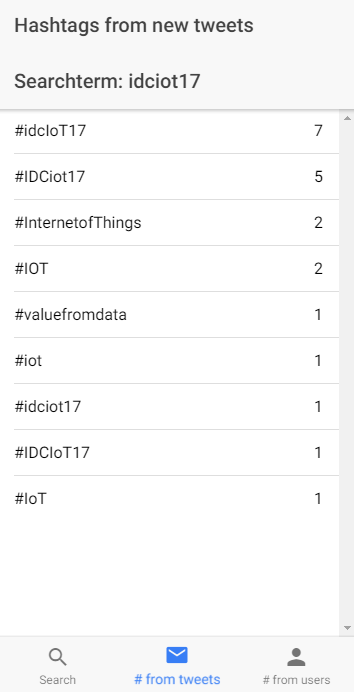 Hashtags from new tweets
Searchterm: idciot17
#idcIoT17 7
#IDCiot17 5
#InternetofThings 2
#IOT 2
#valuefromdata 1
#iot 1
#idciot17 1
#IDCIoT17 1
#IoT 1
Search
# from tweets
# from users